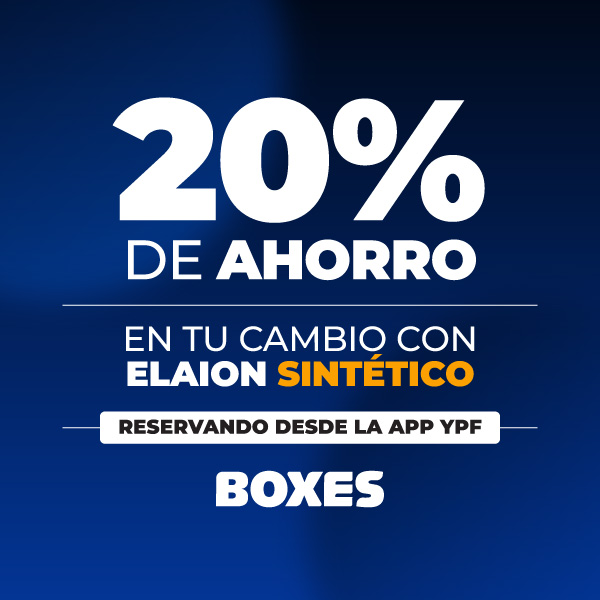 20%
DE AHORRO
EN TU CAMBIO CON
ELAION SINTÉTICO
RESERVANDO DESDE LA APP YPF
BOXES